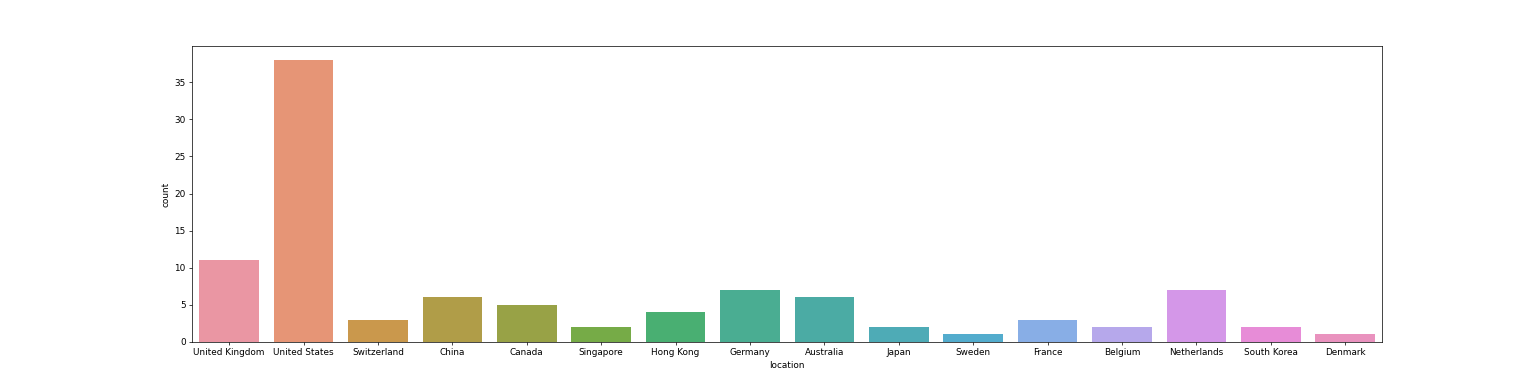 35
30
25
20
15
10
5
0
count
United Kingdom United States Switzerland China Canada Singapore Hong Kong Germany Australia Japan Sweden France Belgium Netherlands South Korea Denmark
location